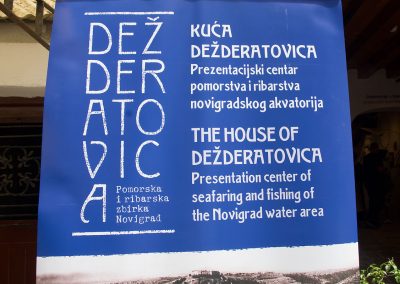 DEŽ
DER
ATO
VIC
A
Pomorska
i ribarska
zbirka
Novigrad
KUĆA
DEŽDERATOVICA
Prezentacijski centar
pomorstva i ribarstva
novigradskog akvatorija
THE HOUSE OF
DEŽDERATOVICA
Presentation center of
seafaring and fishing of
the Novigrad water area